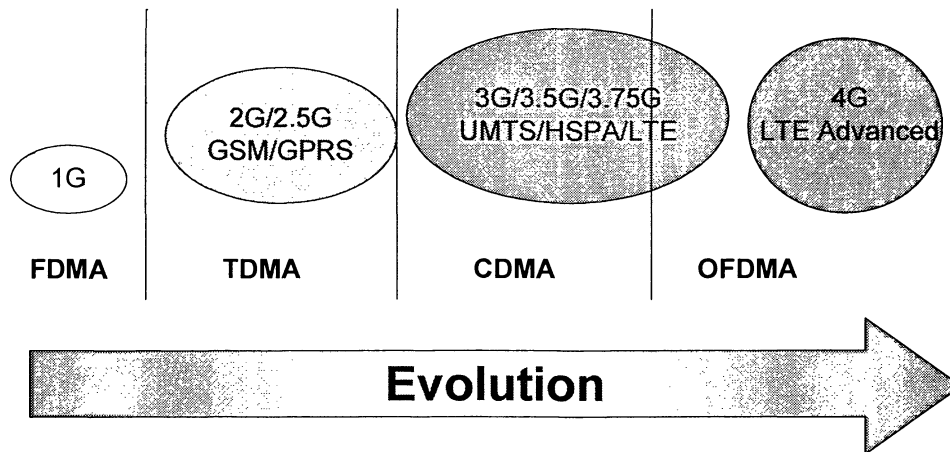 1G
2G/2.5G
GSM/GPRS
3G/3.5G/3.75G
UMTS/HSPA/LTE
4G
LTE Advanced
FDMA
TDMA
CDMA
OFDMA
Evolution